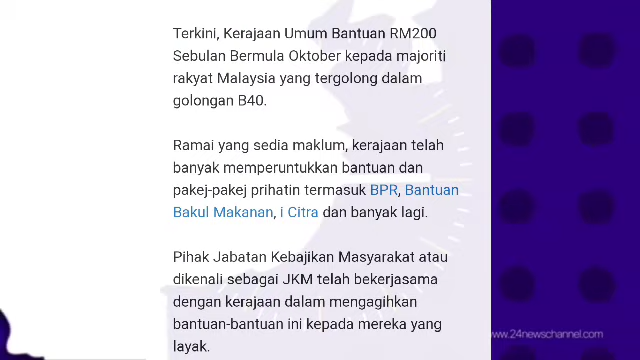 Terkini, Kerajaan Umum Bantuan RM200
Sebulan Bermula Oktober kepada majoriti
rakyat Malaysia yang tergolong dalam
golongan B40.
Ramai yang sedia maklum, kerajaan telah
banyak memperuntukkan bantuan dan
pakej-pakej prihatin termasuk BPR, Bantuan
Bakul Makanan, i Citra dan banyak lagi.
Pihak Jabatan Kebajikan Masyarakat atau
dikenali sebagai JKM telah bekerjasama
dengan kerajaan dalam mengagihkan
bantuan-bantuan ini kepada mereka yang
layak.
www.24newschannel.com/